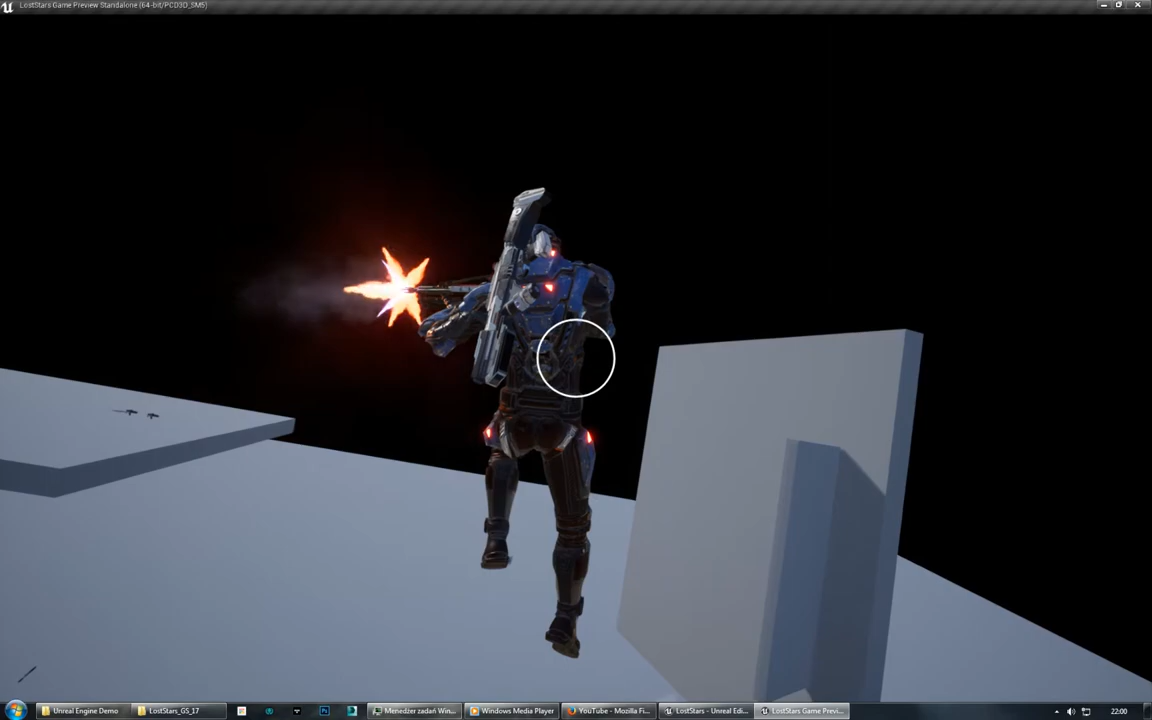 LostStars Game Preview Standalone (64-bit/PCD3D_SM5)
Unreal Engine Demo
LostStars_GS_17
Menedżer zadań Win...
Windows Media Player
YouTube - Mozilla Fi...
LostStars - Unreal Edi...
LostStars Game Previ...
22:00